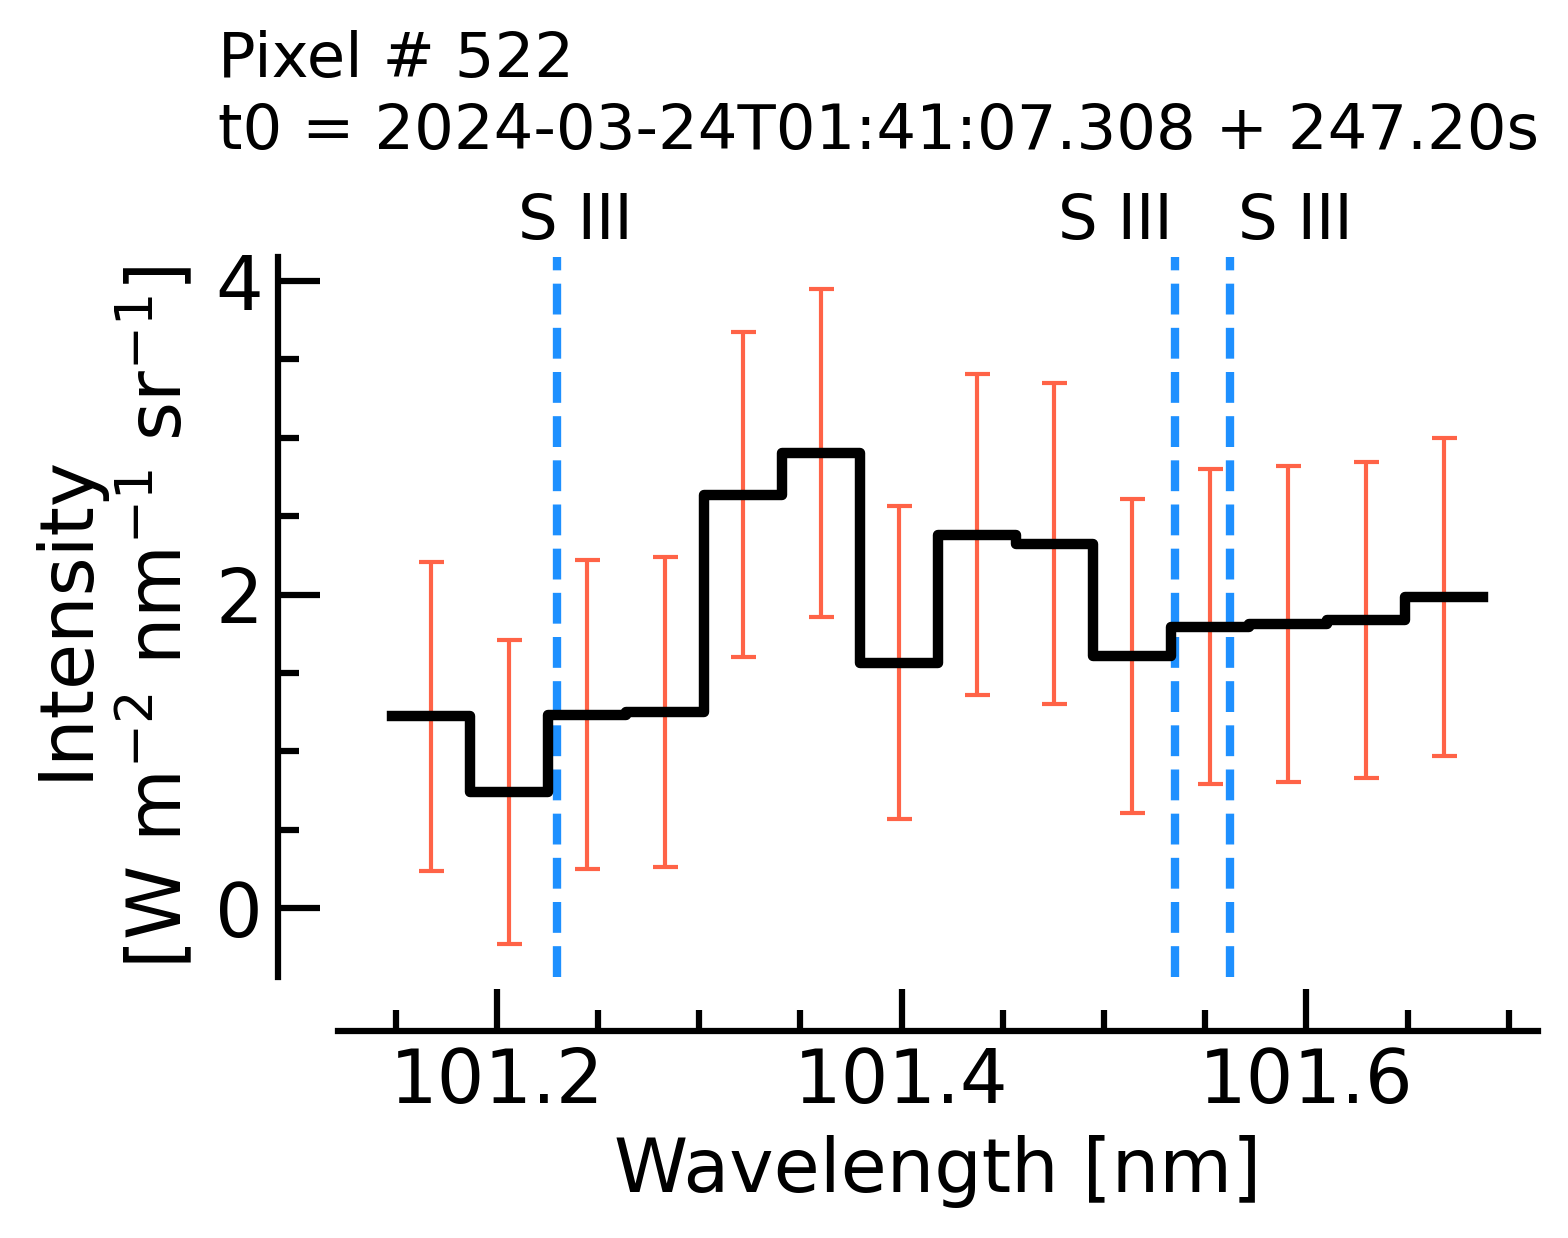 Pixel # 522
t0 = 2024-03-24T01:41:07.308 + 247.20s
S III S III S III
Intensity
[W m⁻² nm⁻¹ sr⁻¹]
4
2
0
101.2 101.4 101.6
Wavelength [nm]